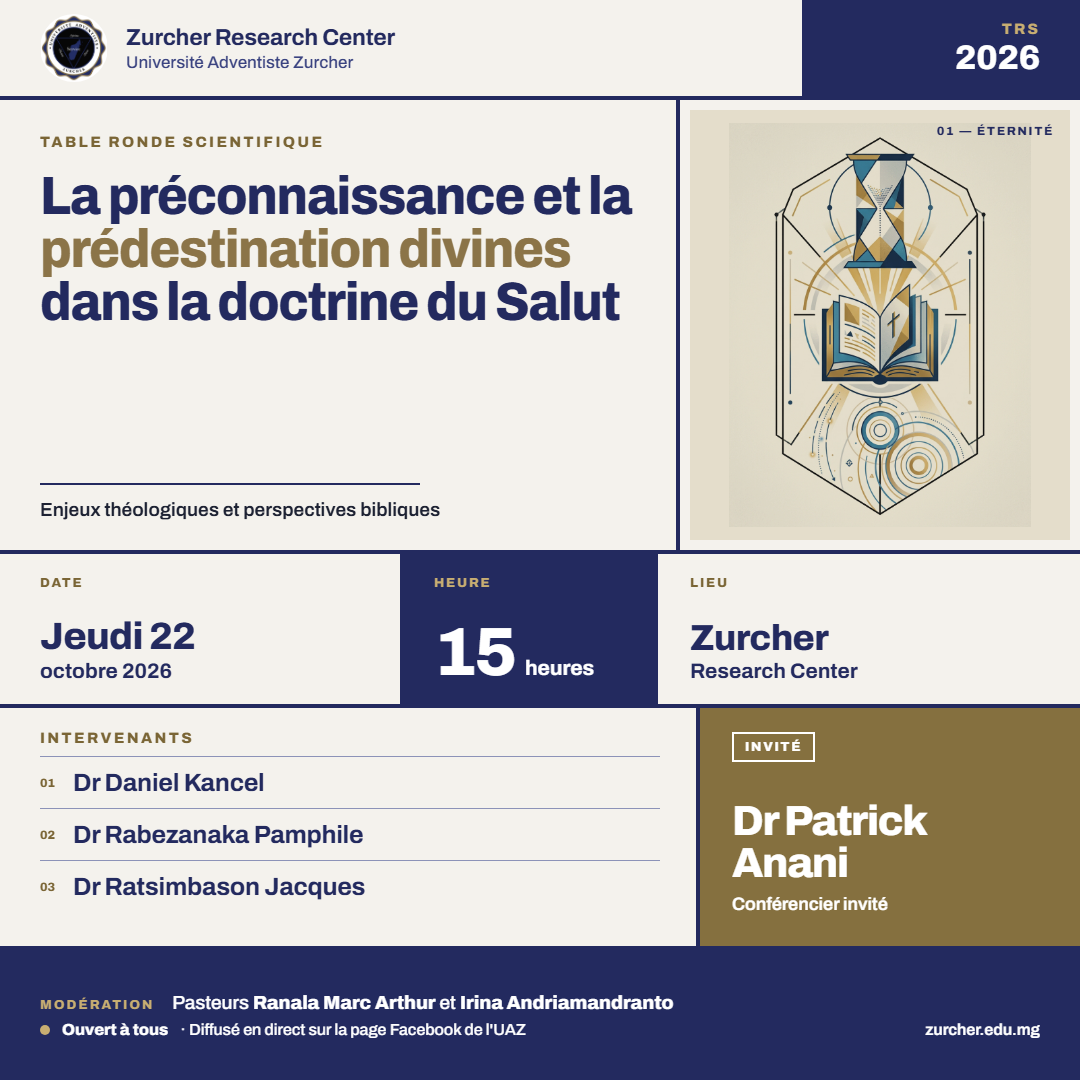 Zurcher Research Center
Université Adventiste Zurcher
TRS
2026
TABLE RONDE SCIENTIFIQUE
La préconnaissance et la
prédestination divines
dans la doctrine du Salut
Enjeux théologiques et perspectives bibliques
01 — ÉTERNITÉ
DATE
Jeudi 22
octobre 2026
HEURE
15 heures
LIEU
Zurcher
Research Center
INTERVENANTS
01 Dr Daniel Kancel
02 Dr Rabezanaka Pamphile
03 Dr Ratsimbason Jacques
INVITÉ
Dr Patrick
Anani
Conférencier invité
MODÉRATION Pasteurs Ranala Marc Arthur et Irina Andriamandranto
Ouvert à tous · Diffusé en direct sur la page Facebook de l'UAZ
zurcher.edu.mg